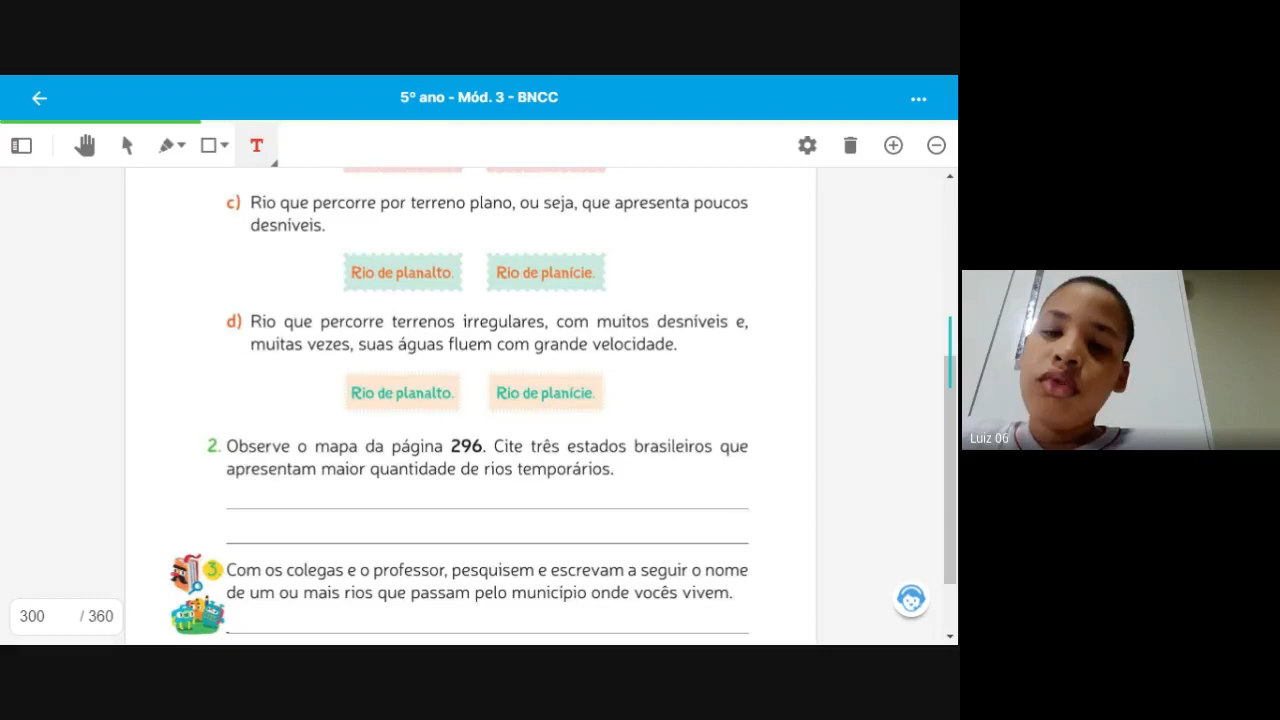 5º ano - Mód. 3 - BNCC
T
c) Rio que percorre por terreno plano, ou seja, que apresenta poucos
desníveis.
Rio de planalto. Rio de planície.
d) Rio que percorre terrenos irregulares, com muitos desníveis e,
muitas vezes, suas águas fluem com grande velocidade.
Rio de planalto. Rio de planície.
2. Observe o mapa da página 296. Cite três estados brasileiros que
apresentam maior quantidade de rios temporários.
3. Com os colegas e o professor, pesquisem e escrevam a seguir o nome
de um ou mais rios que passam pelo município onde vocês vivem.
300 / 360
Luiz 06